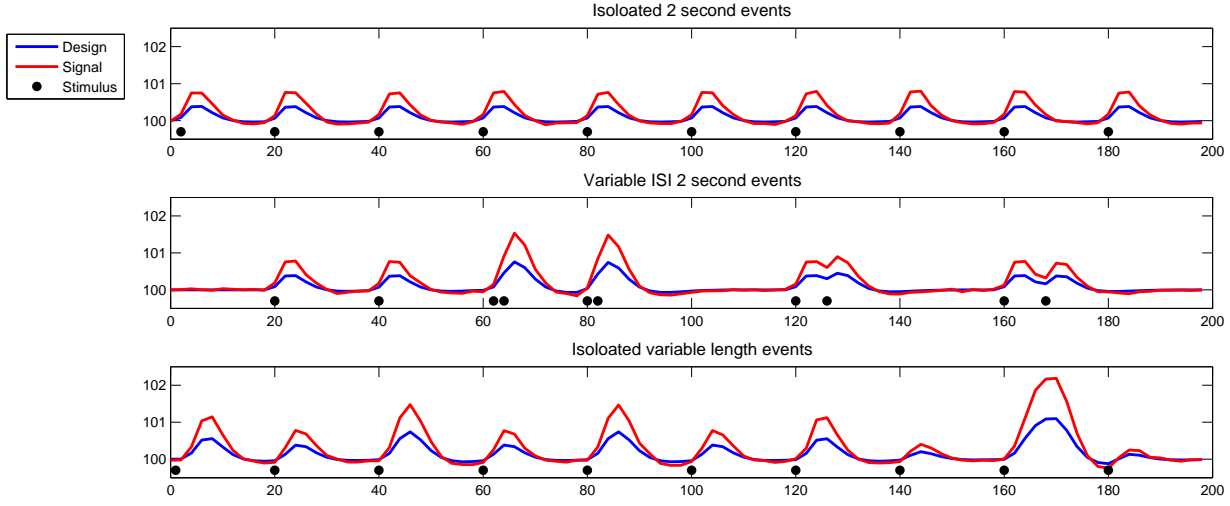 Isoloated 2 second events
Design
Signal
Stimulus
102
101
100
0 20 40 60 80 100 120 140 160 180 200
Variable ISI 2 second events
102
101
100
0 20 40 60 80 100 120 140 160 180 200
Isoloated variable length events
102
101
100
0 20 40 60 80 100 120 140 160 180 200